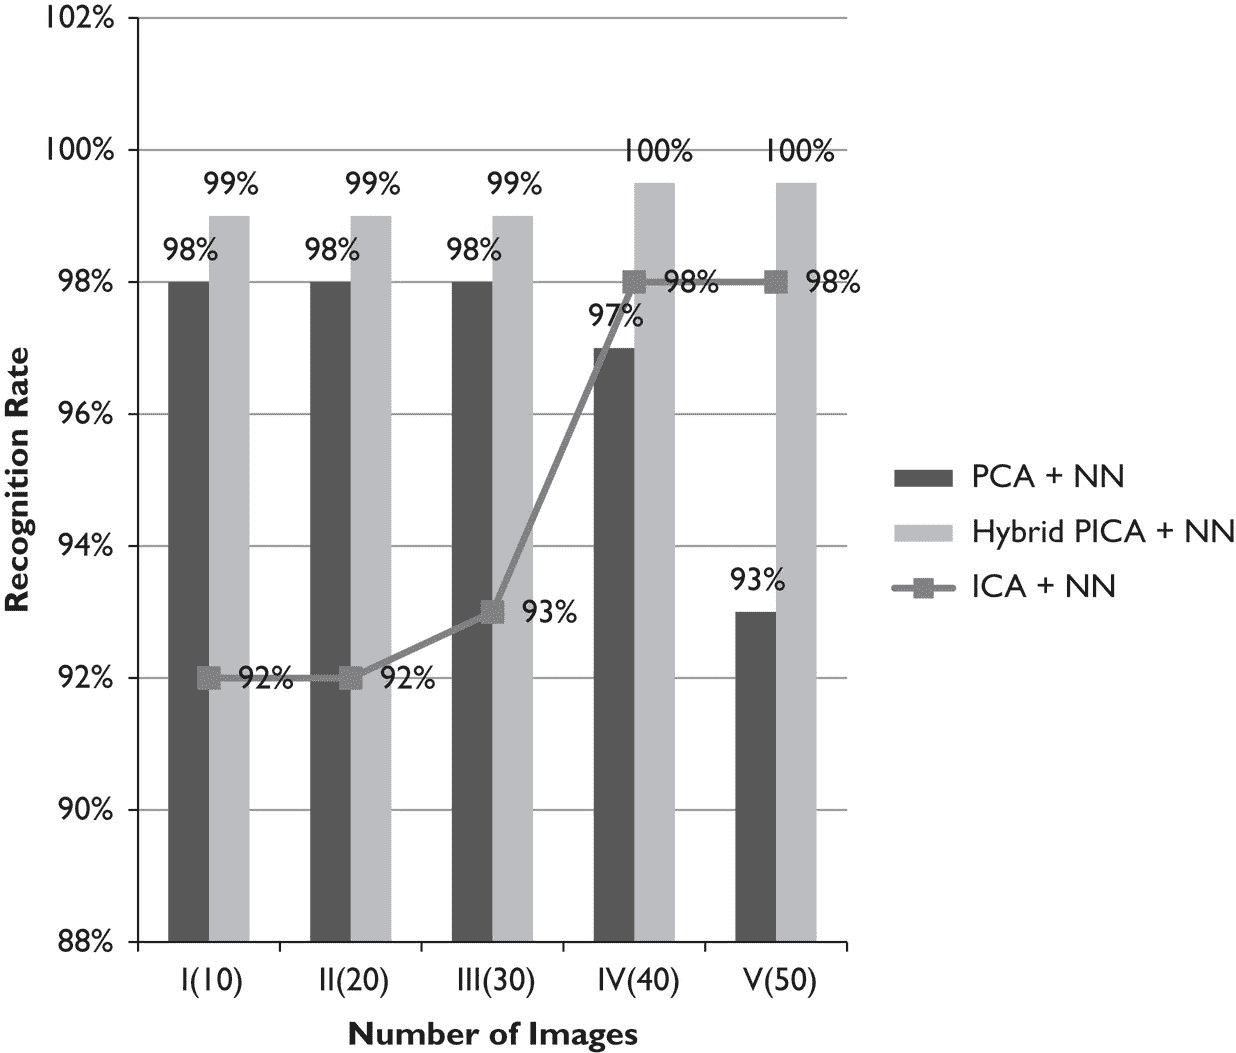 102%
100%
98%
96%
94%
92%
90%
88%
Recognition Rate
98%
99%
98%
99%
98%
99%
97%
100%
93%
100%
92%
92%
93%
98%
98%
I(10)
II(20)
III(30)
IV(40)
V(50)
Number of Images
PCA + NN
Hybrid PICA + NN
ICA + NN